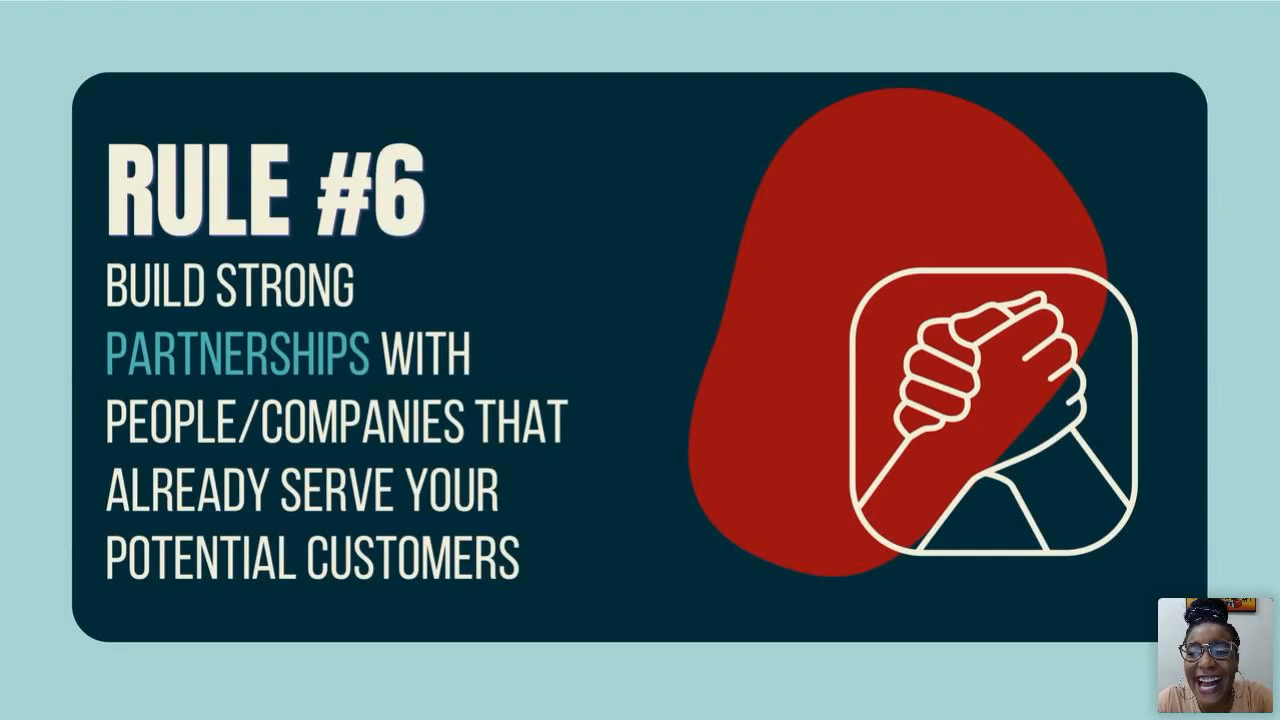 RULE #6
BUILD STRONG
PARTNERSHIPS WITH
PEOPLE/COMPANIES THAT
ALREADY SERVE YOUR
POTENTIAL CUSTOMERS